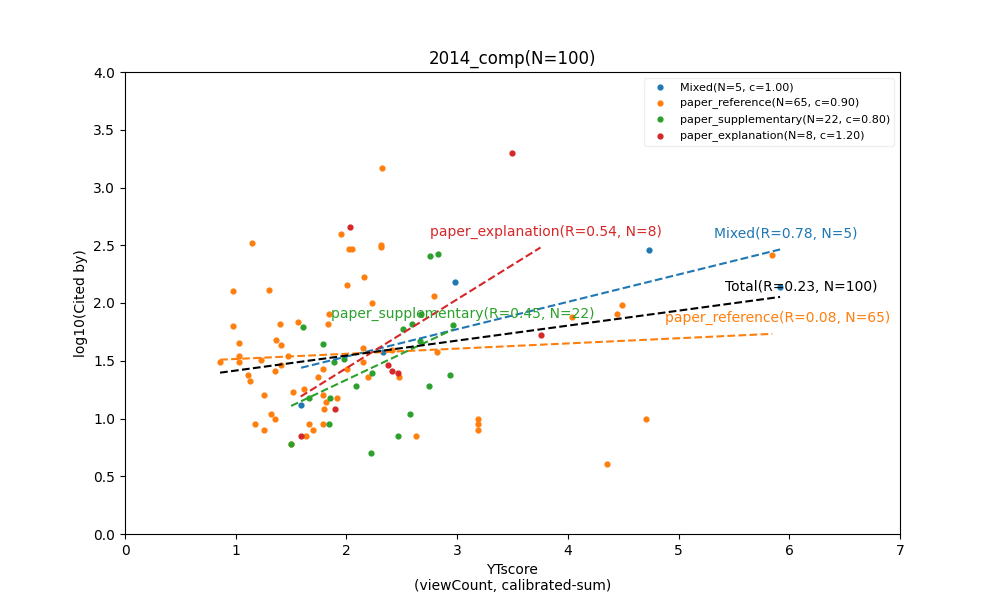 2014_comp(N=100)
4.0
3.5
3.0
2.5
2.0
1.5
1.0
0.5
0.0
log10(Cited by)
Mixed(N=5, c=1.00)
paper_reference(N=65, c=0.90)
paper_supplementary(N=22, c=0.80)
paper_explanation(N=8, c=1.20)
paper_explanation(R=0.54, N=8)
Mixed(R=0.78, N=5)
Total(R=0.23, N=100)
paper_supplementary(R=0.45, N=22)
paper_reference(R=0.08, N=65)
0 1 2 3 4 5 6 7
YTscore
(viewCount, calibrated-sum)